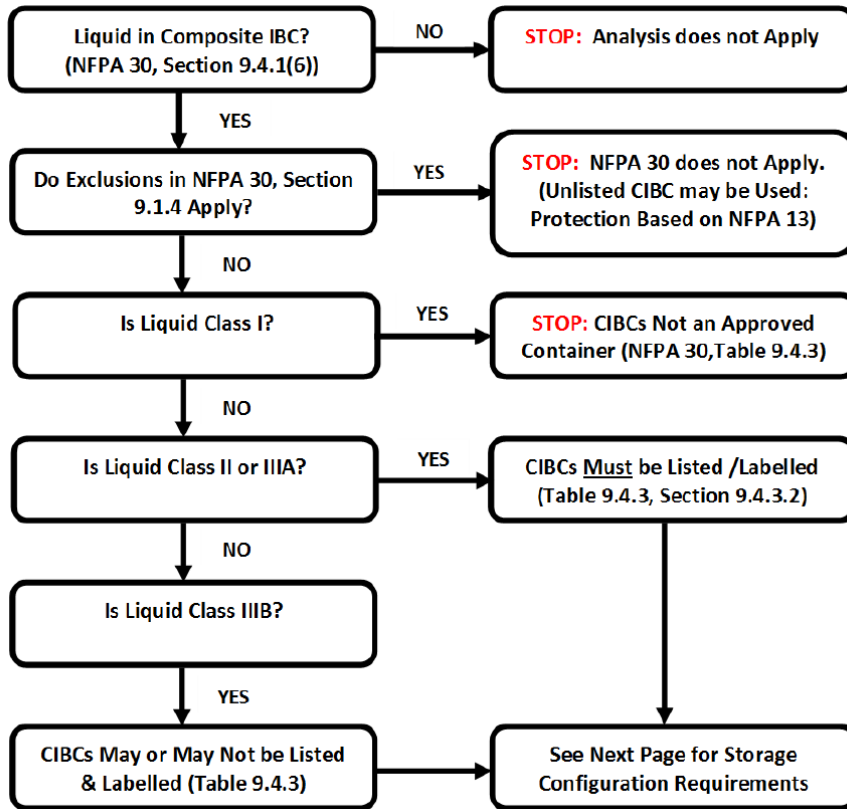 Liquid in Composite IBC?
(NFPA 30, Section 9.4.1(6))
NO
STOP: Analysis does not Apply
YES
Do Exclusions in NFPA 30, Section
9.1.4 Apply?
YES
STOP: NFPA 30 does not Apply.
(Unlisted CIBC may be Used:
Protection Based on NFPA 13)
NO
Is Liquid Class I?
YES
STOP: CIBCs Not an Approved
Container (NFPA 30,Table 9.4.3)
NO
Is Liquid Class II or IIIA?
YES
CIBCs Must be Listed /Labelled
(Table 9.4.3, Section 9.4.3.2)
NO
Is Liquid Class IIIB?
YES
CIBCs May or May Not be Listed
& Labelled (Table 9.4.3)
See Next Page for Storage
Configuration Requirements